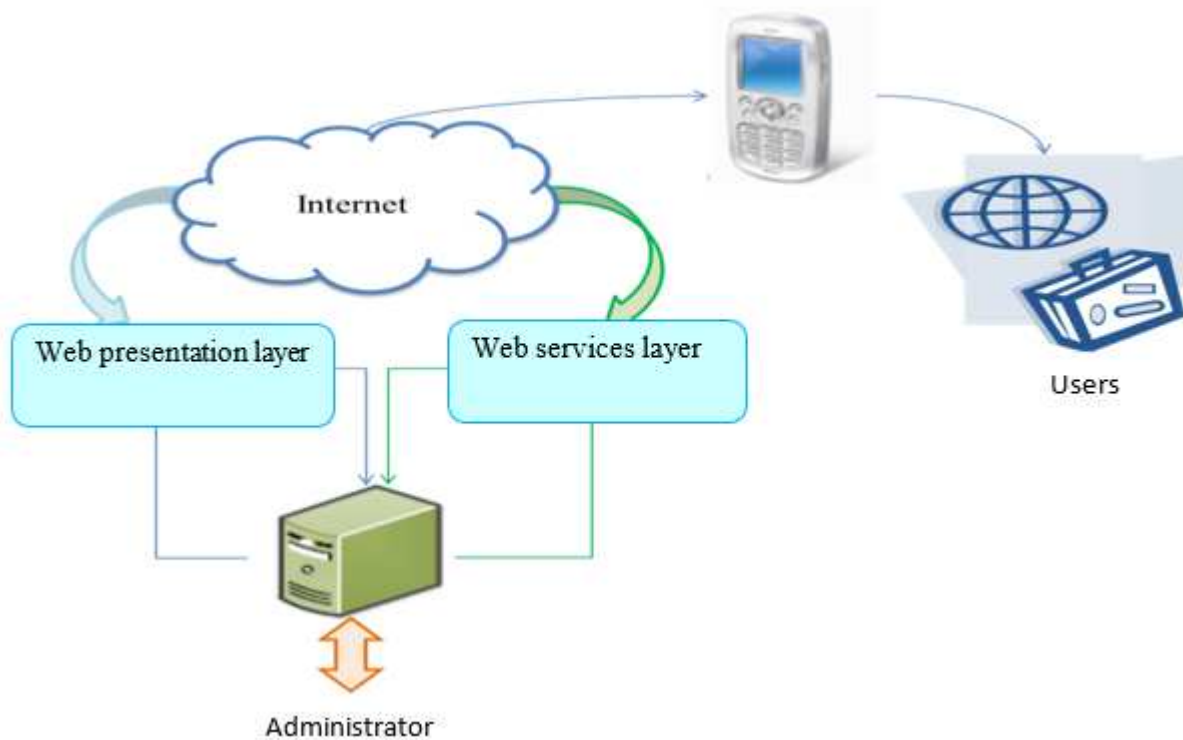 Internet
Web presentation layer
Web services layer
Users
Administrator